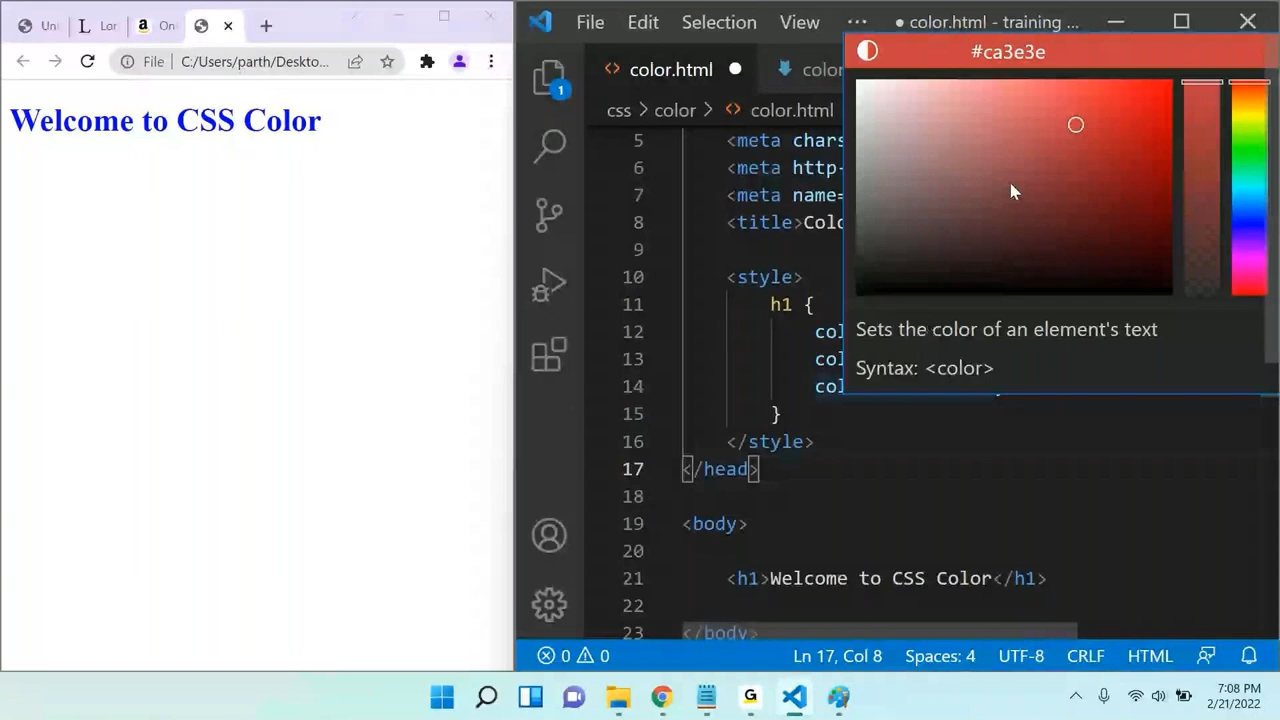 Uni
Lor
On
File
C:/Users/parth/Deskto...
Welcome to CSS Color
File Edit Selection View ··· ● color.html - training ...
<> color.html ●
color
css > color > <> color.html
1
#ca3e3e
5 <meta chars
6 <meta http-
7 <meta name=
8 <title>Colo
9
10 <style>
11 h1 {
12 col
13 col
14 col
15 }
16 </style>
17 </head>
18
19 <body>
20
21 <h1>Welcome to CSS Color</h1>
22
23 </body>
Sets the color of an element's text
Syntax: <color>
0 0 Ln 17, Col 8 Spaces: 4 UTF-8 CRLF HTML
7:08 PM
2/21/2022